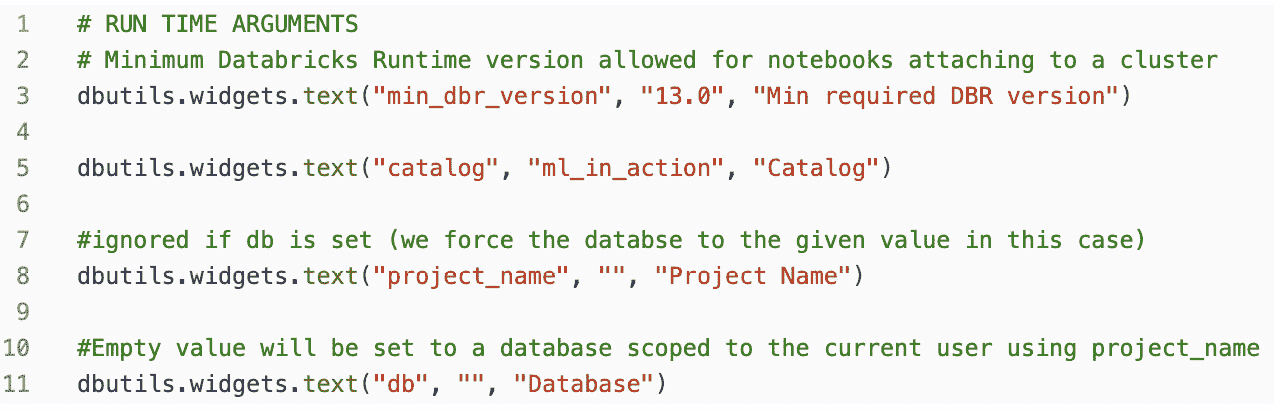 1 # RUN TIME ARGUMENTS
2 # Minimum Databricks Runtime version allowed for notebooks attaching to a cluster
3 dbutils.widgets.text("min_dbr_version", "13.0", "Min required DBR version")
4
5 dbutils.widgets.text("catalog", "ml_in_action", "Catalog")
6
7 #ignored if db is set (we force the databse to the given value in this case)
8 dbutils.widgets.text("project_name", "", "Project Name")
9
10 #Empty value will be set to a database scoped to the current user using project_name
11 dbutils.widgets.text("db", "", "Database")